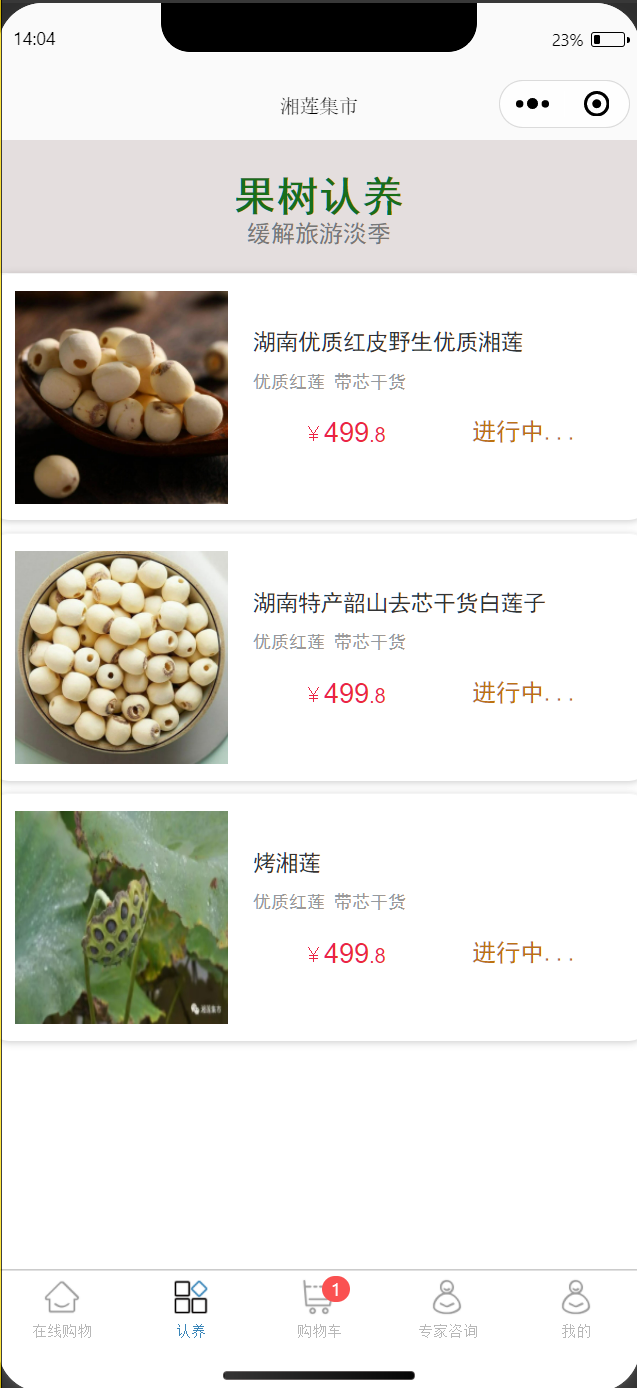 14:04
23%
湘莲集市
果树认养
缓解旅游淡季
湖南优质红皮野生优质湘莲
优质红莲 带芯干货
￥499.8
进行中...
湖南特产韶山去芯干货白莲子
优质红莲 带芯干货
￥499.8
进行中...
烤湘莲
优质红莲 带芯干货
￥499.8
进行中...
湘莲集市
1
在线购物
认养
购物车
专家咨询
我的